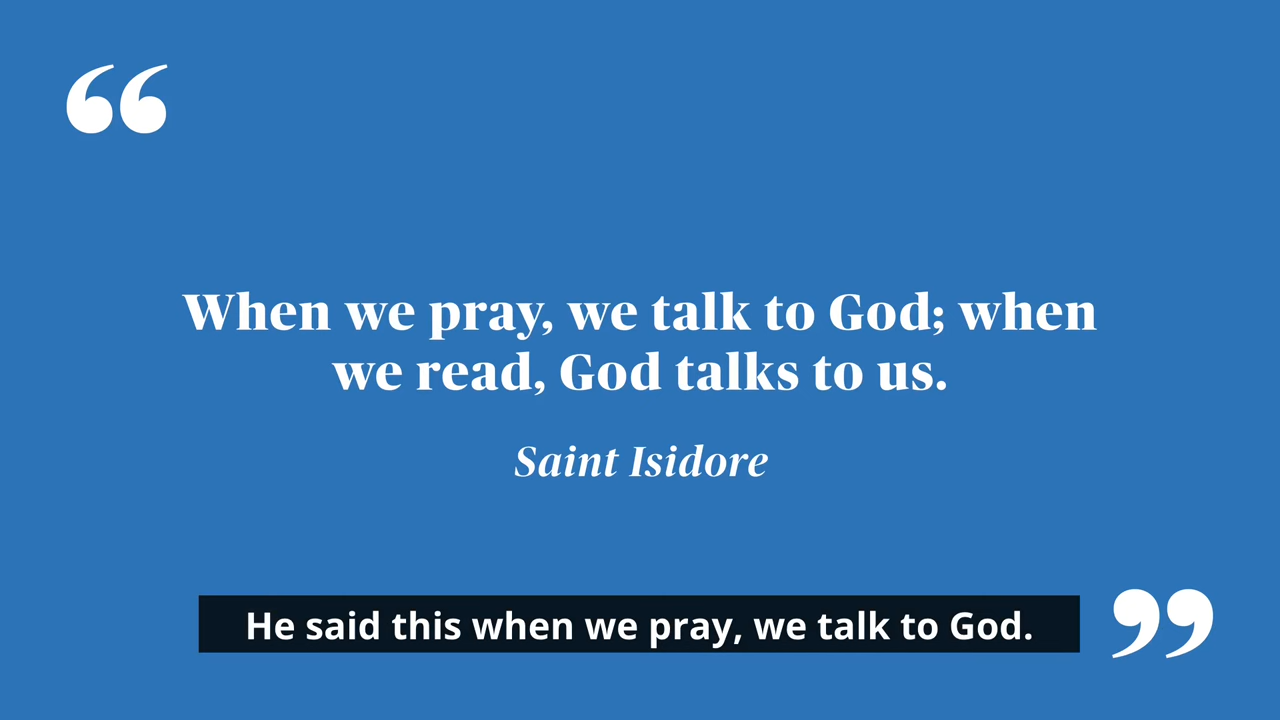 “
When we pray, we talk to God; when
we read, God talks to us.
Saint Isidore
He said this when we pray, we talk to God.
”